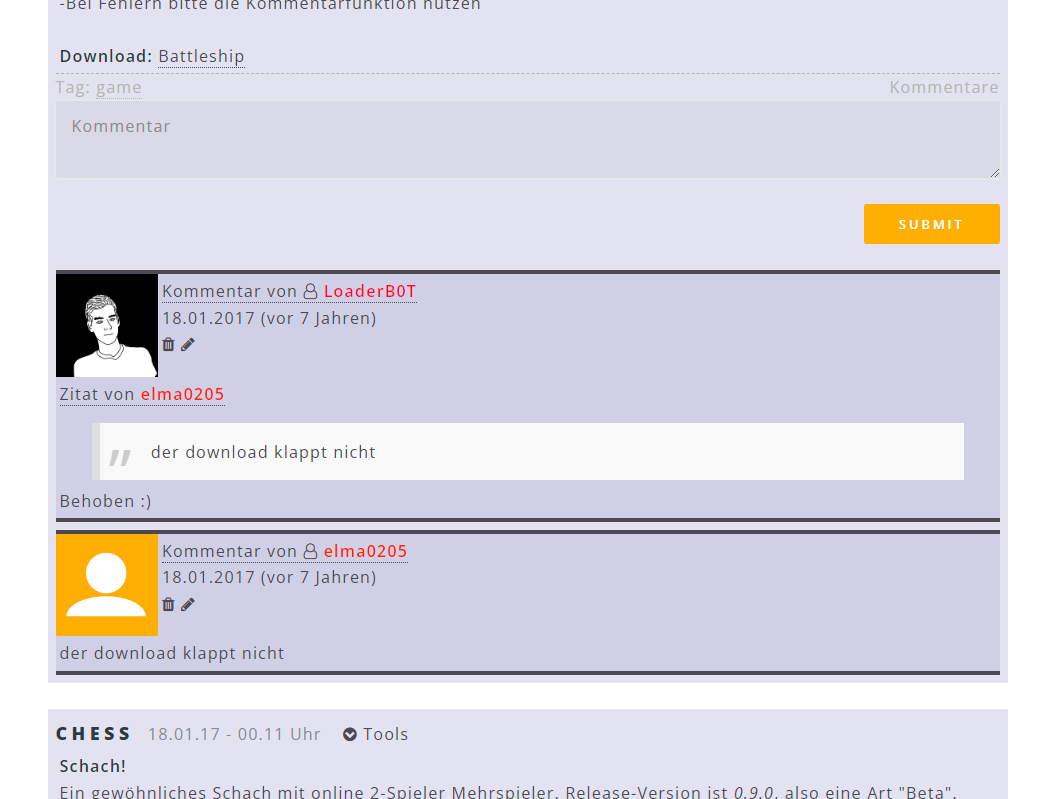 -Bei Fehlern bitte die Kommentarfunktion nutzen
Download: Battleship
Tag: game
Kommentare
Kommentar
SUBMIT
Kommentar von LoaderB0T
18.01.2017 (vor 7 Jahren)
Zitat von elma0205
" der download klappt nicht
Behoben :)
Kommentar von elma0205
18.01.2017 (vor 7 Jahren)
der download klappt nicht
CHESS 18.01.17 - 00.11 Uhr Tools
Schach!
Ein gewöhnliches Schach mit online 2-Spieler Mehrspieler. Release-Version ist 0.9.0, also eine Art "Beta".